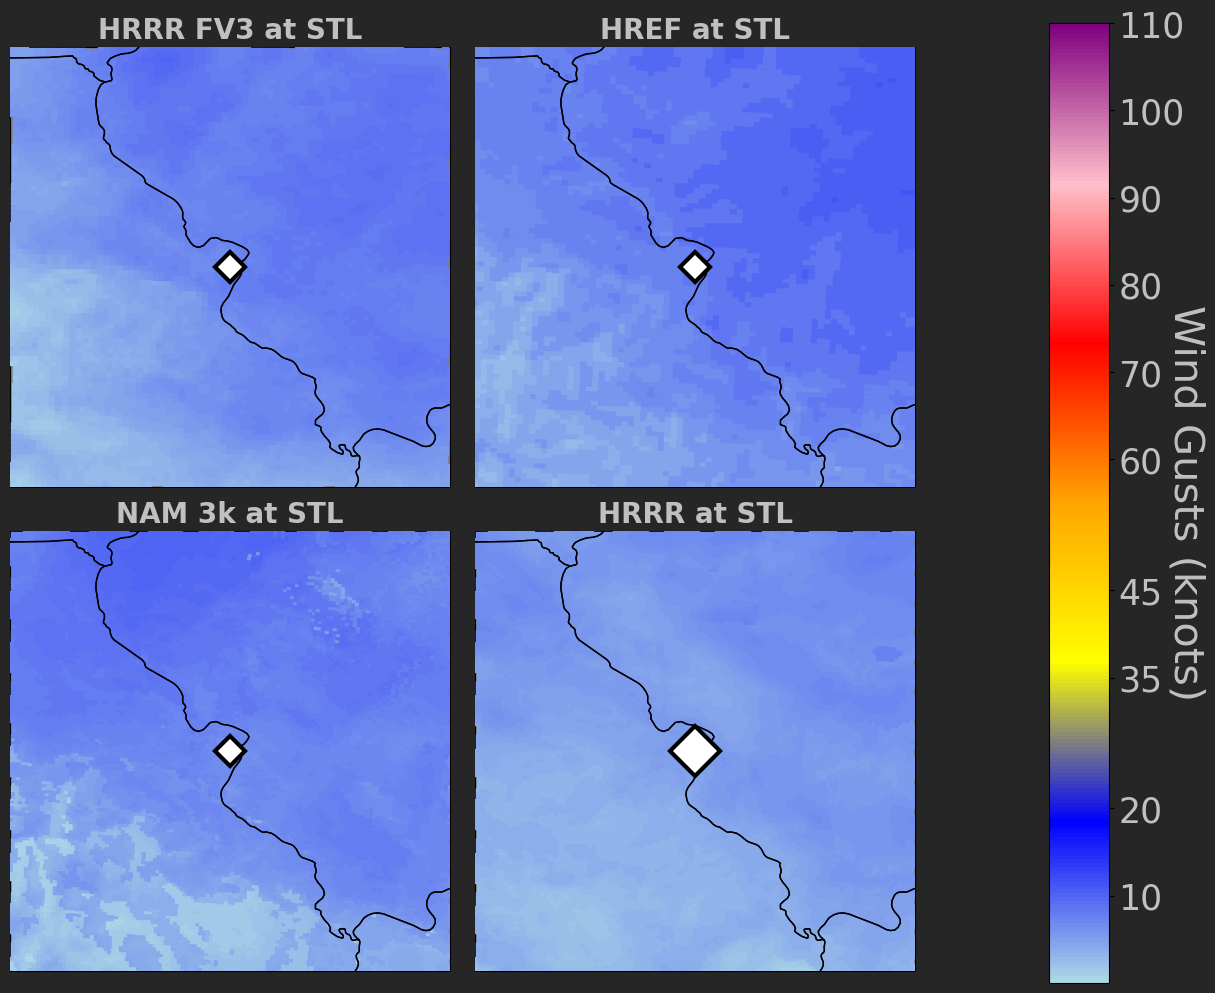 HRRR FV3 at STL
HREF at STL
NAM 3k at STL
HRRR at STL
110
100
90
80
70
60
45
35
20
10
Wind Gusts (knots)